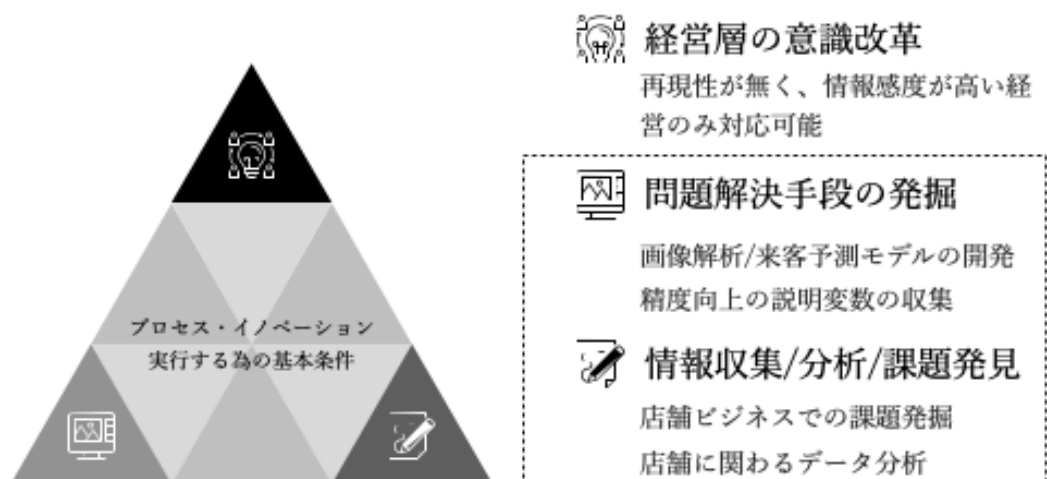 経営層の意識改革
再現性が無く、情報感度が高い経
営のみ対応可能
問題解決手段の発掘
画像解析/来客予測モデルの開発
精度向上の説明変数の収集
プロセス・イノベーション
実行する為の基本条件
情報収集/分析/課題発見
店舗ビジネスでの課題発掘
店舗に関わるデータ分析